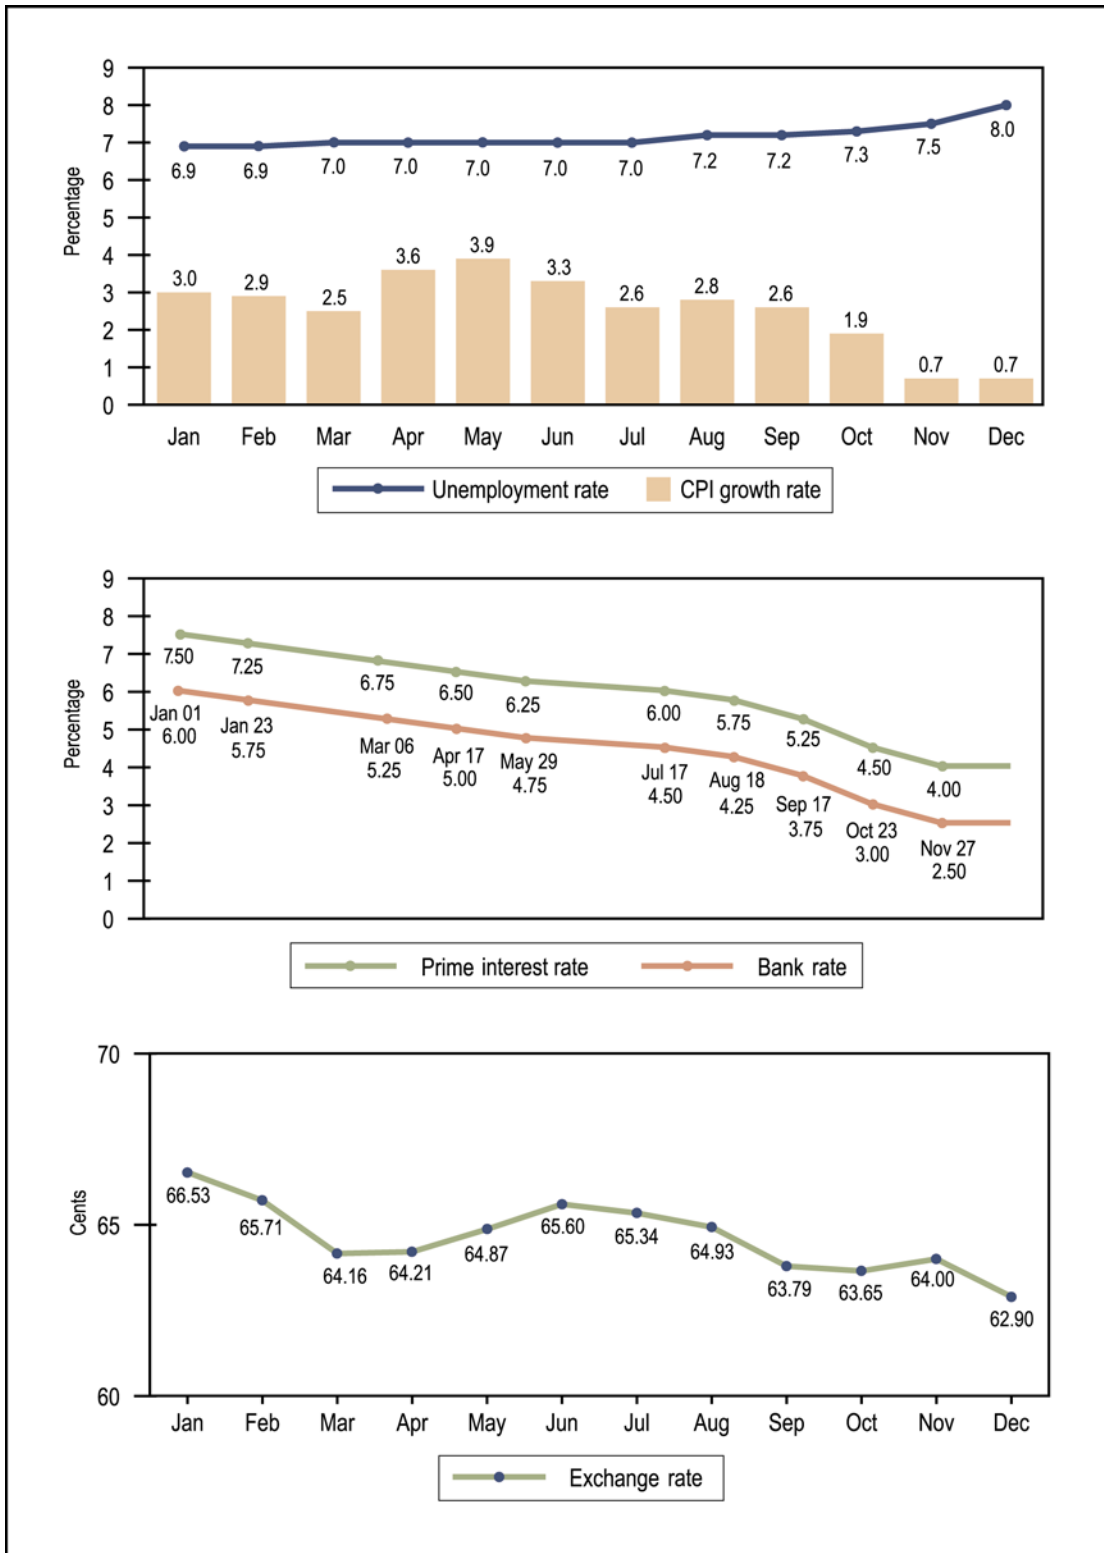 9
8
7
6
5
4
3
2
1
0
Percentage
6.9 6.9 7.0 7.0 7.0 7.0 7.0 7.2 7.2 7.3 7.5 8.0
3.0 2.9 2.5 3.6 3.9 3.3 2.6 2.8 2.6 1.9 0.7 0.7
Jan Feb Mar Apr May Jun Jul Aug Sep Oct Nov Dec
Unemployment rate CPI growth rate
9
8
7
6
5
4
3
2
1
0
Percentage
7.50 7.25 6.75 6.50 6.25 6.00 5.75 5.25 4.50 4.00
Jan 01 Jan 23 Mar 06 Apr 17 May 29 Jul 17 Aug 18 Sep 17 Oct 23 Nov 27
6.00 5.75 5.25 5.00 4.75 4.50 4.25 3.75 3.00 2.50
Prime interest rate Bank rate
70
65
60
Cents
66.53 65.71 64.16 64.21 64.87 65.60 65.34 64.93 63.79 63.65 64.00 62.90
Jan Feb Mar Apr May Jun Jul Aug Sep Oct Nov Dec
Exchange rate